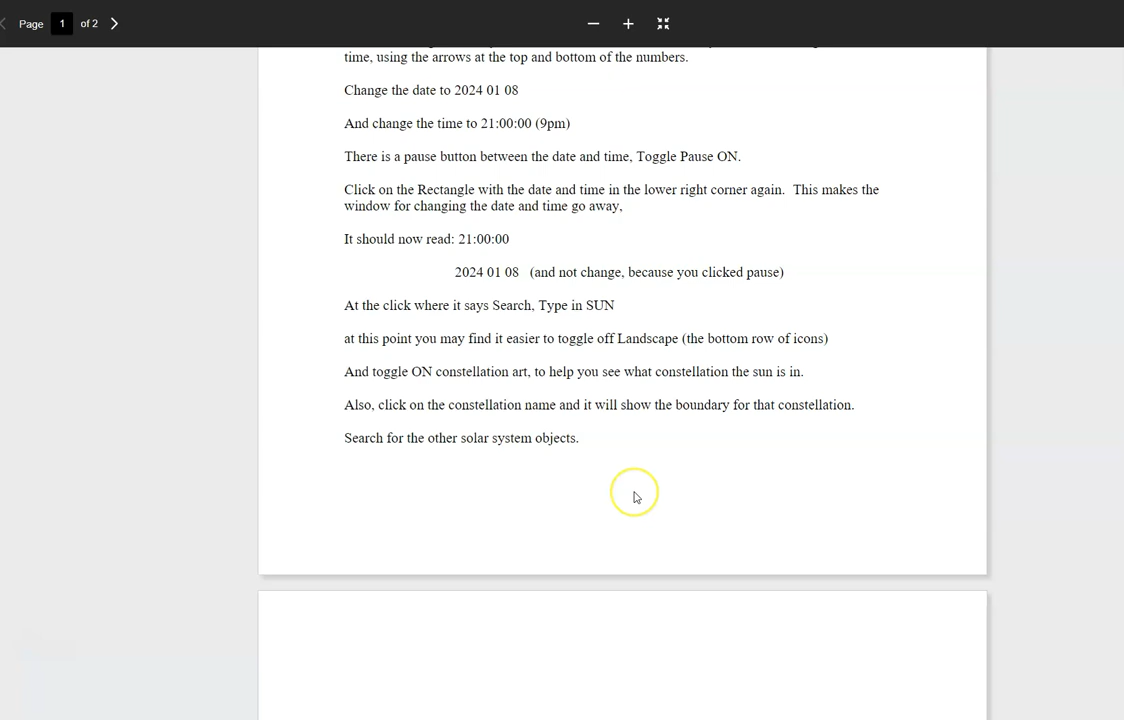 Page 1 of 2
time, using the arrows at the top and bottom of the numbers.
Change the date to 2024 01 08
And change the time to 21:00:00 (9pm)
There is a pause button between the date and time, Toggle Pause ON.
Click on the Rectangle with the date and time in the lower right corner again.  This makes the
window for changing the date and time go away,
It should now read: 21:00:00
2024 01 08   (and not change, because you clicked pause)
At the click where it says Search, Type in SUN
at this point you may find it easier to toggle off Landscape (the bottom row of icons)
And toggle ON constellation art, to help you see what constellation the sun is in.
Also, click on the constellation name and it will show the boundary for that constellation.
Search for the other solar system objects.